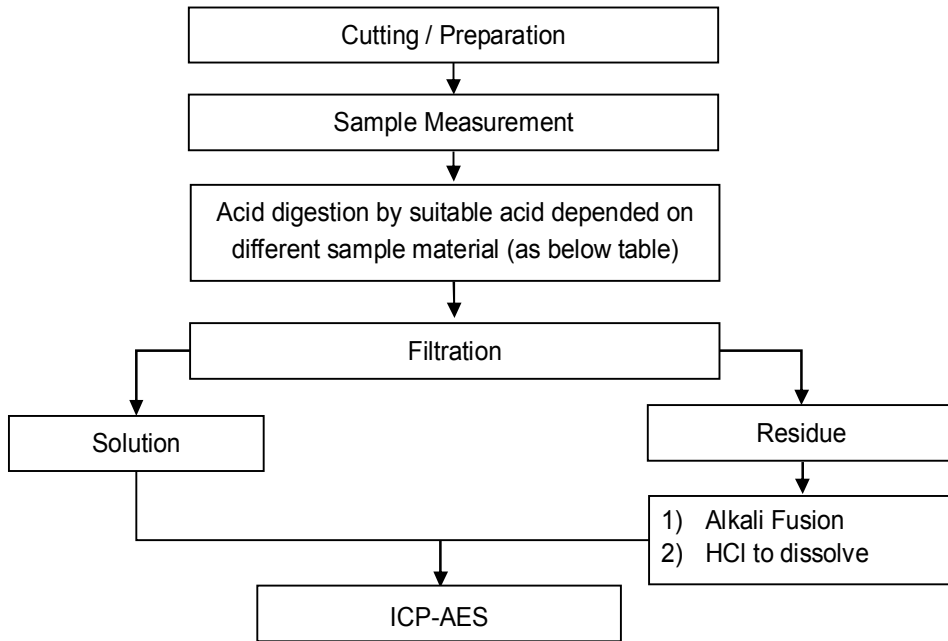 Cutting / Preparation
Sample Measurement
Acid digestion by suitable acid depended on
different sample material (as below table)
Filtration
Solution
Residue
1) Alkali Fusion
2) HCl to dissolve
ICP-AES